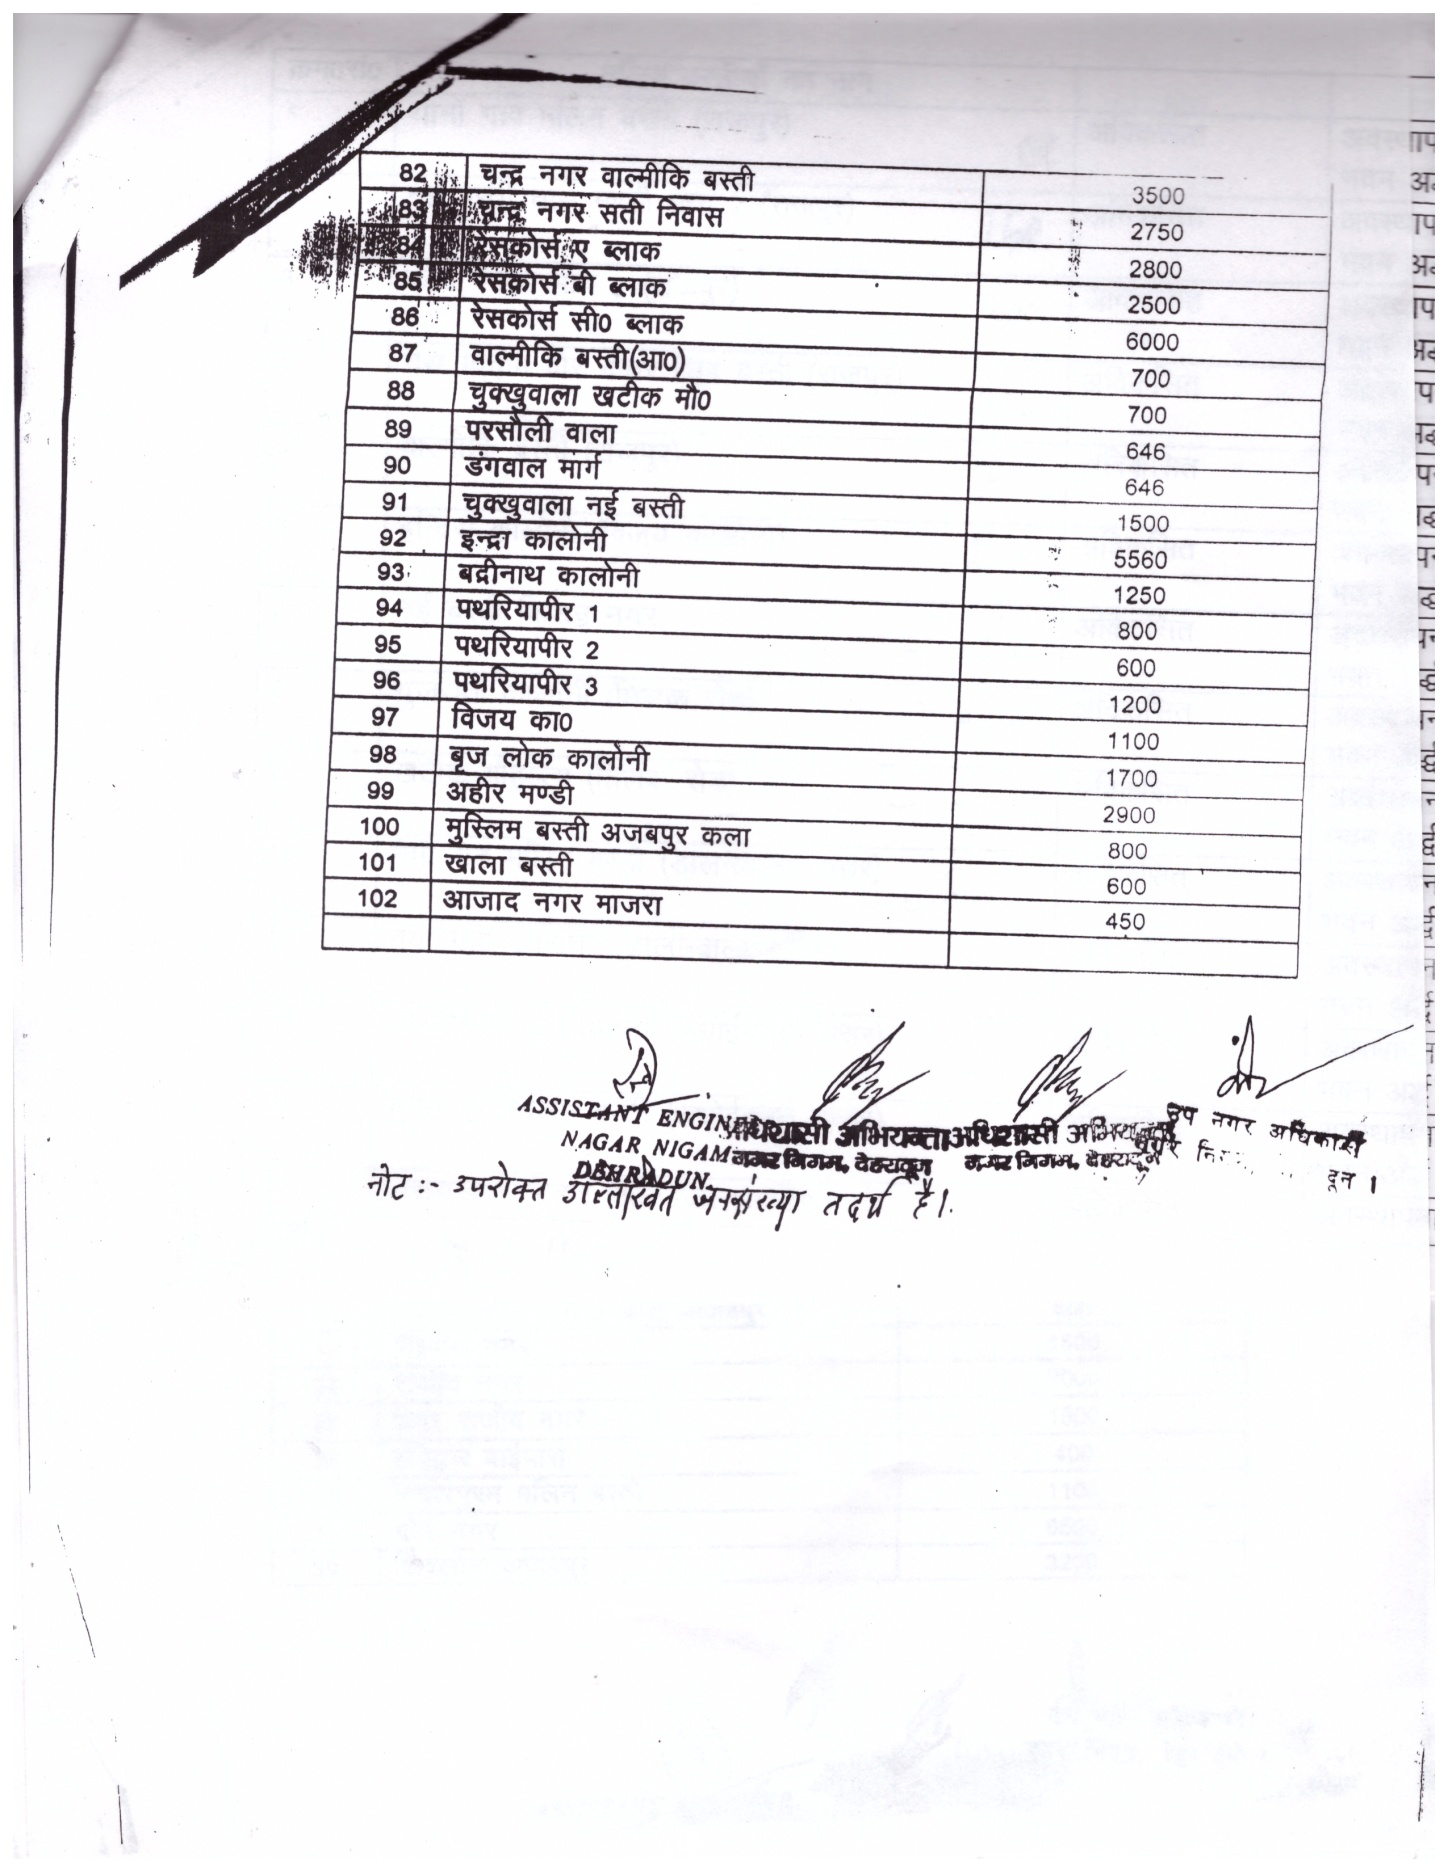 82 चन्द्र नगर वाल्मीकि बस्ती 3500
83 चन्द्र नगर सती निवास 2750
84 रेसकोर्स ए ब्लाक 2800
85 रेसकोर्स बी ब्लाक 2500
86 रेसकोर्स सी0 ब्लाक 6000
87 वाल्मीकि बस्ती(आ0) 700
88 चुक्खुवाला खटीक मौ0 700
89 परसौली वाला 646
90 डंगवाल मार्ग 646
91 चुक्खुवाला नई बस्ती 1500
92 इन्द्रा कालोनी 5560
93 बद्रीनाथ कालोनी 1250
94 पथरियापीर 1 800
95 पथरियापीर 2 600
96 पथरियापीर 3 1200
97 विजय का0 1100
98 बृज लोक कालोनी 1700
99 अहीर मण्डी 2900
100 मुस्लिम बस्ती अजबपुर कला 800
101 खाला बस्ती 600
102 आजाद नगर माजरा 450
ASSISTANT ENGINEER अधिशासी अभियन्ता अधिशासी अभियन्ता उप नगर अधिकारी
NAGAR NIGAM नगर निगम, देहरादून नगर निगम, देहरादून नगर दून ।
DEHRADUN
नोट :- उपरोक्त जनसंख्या तदर्थ है।